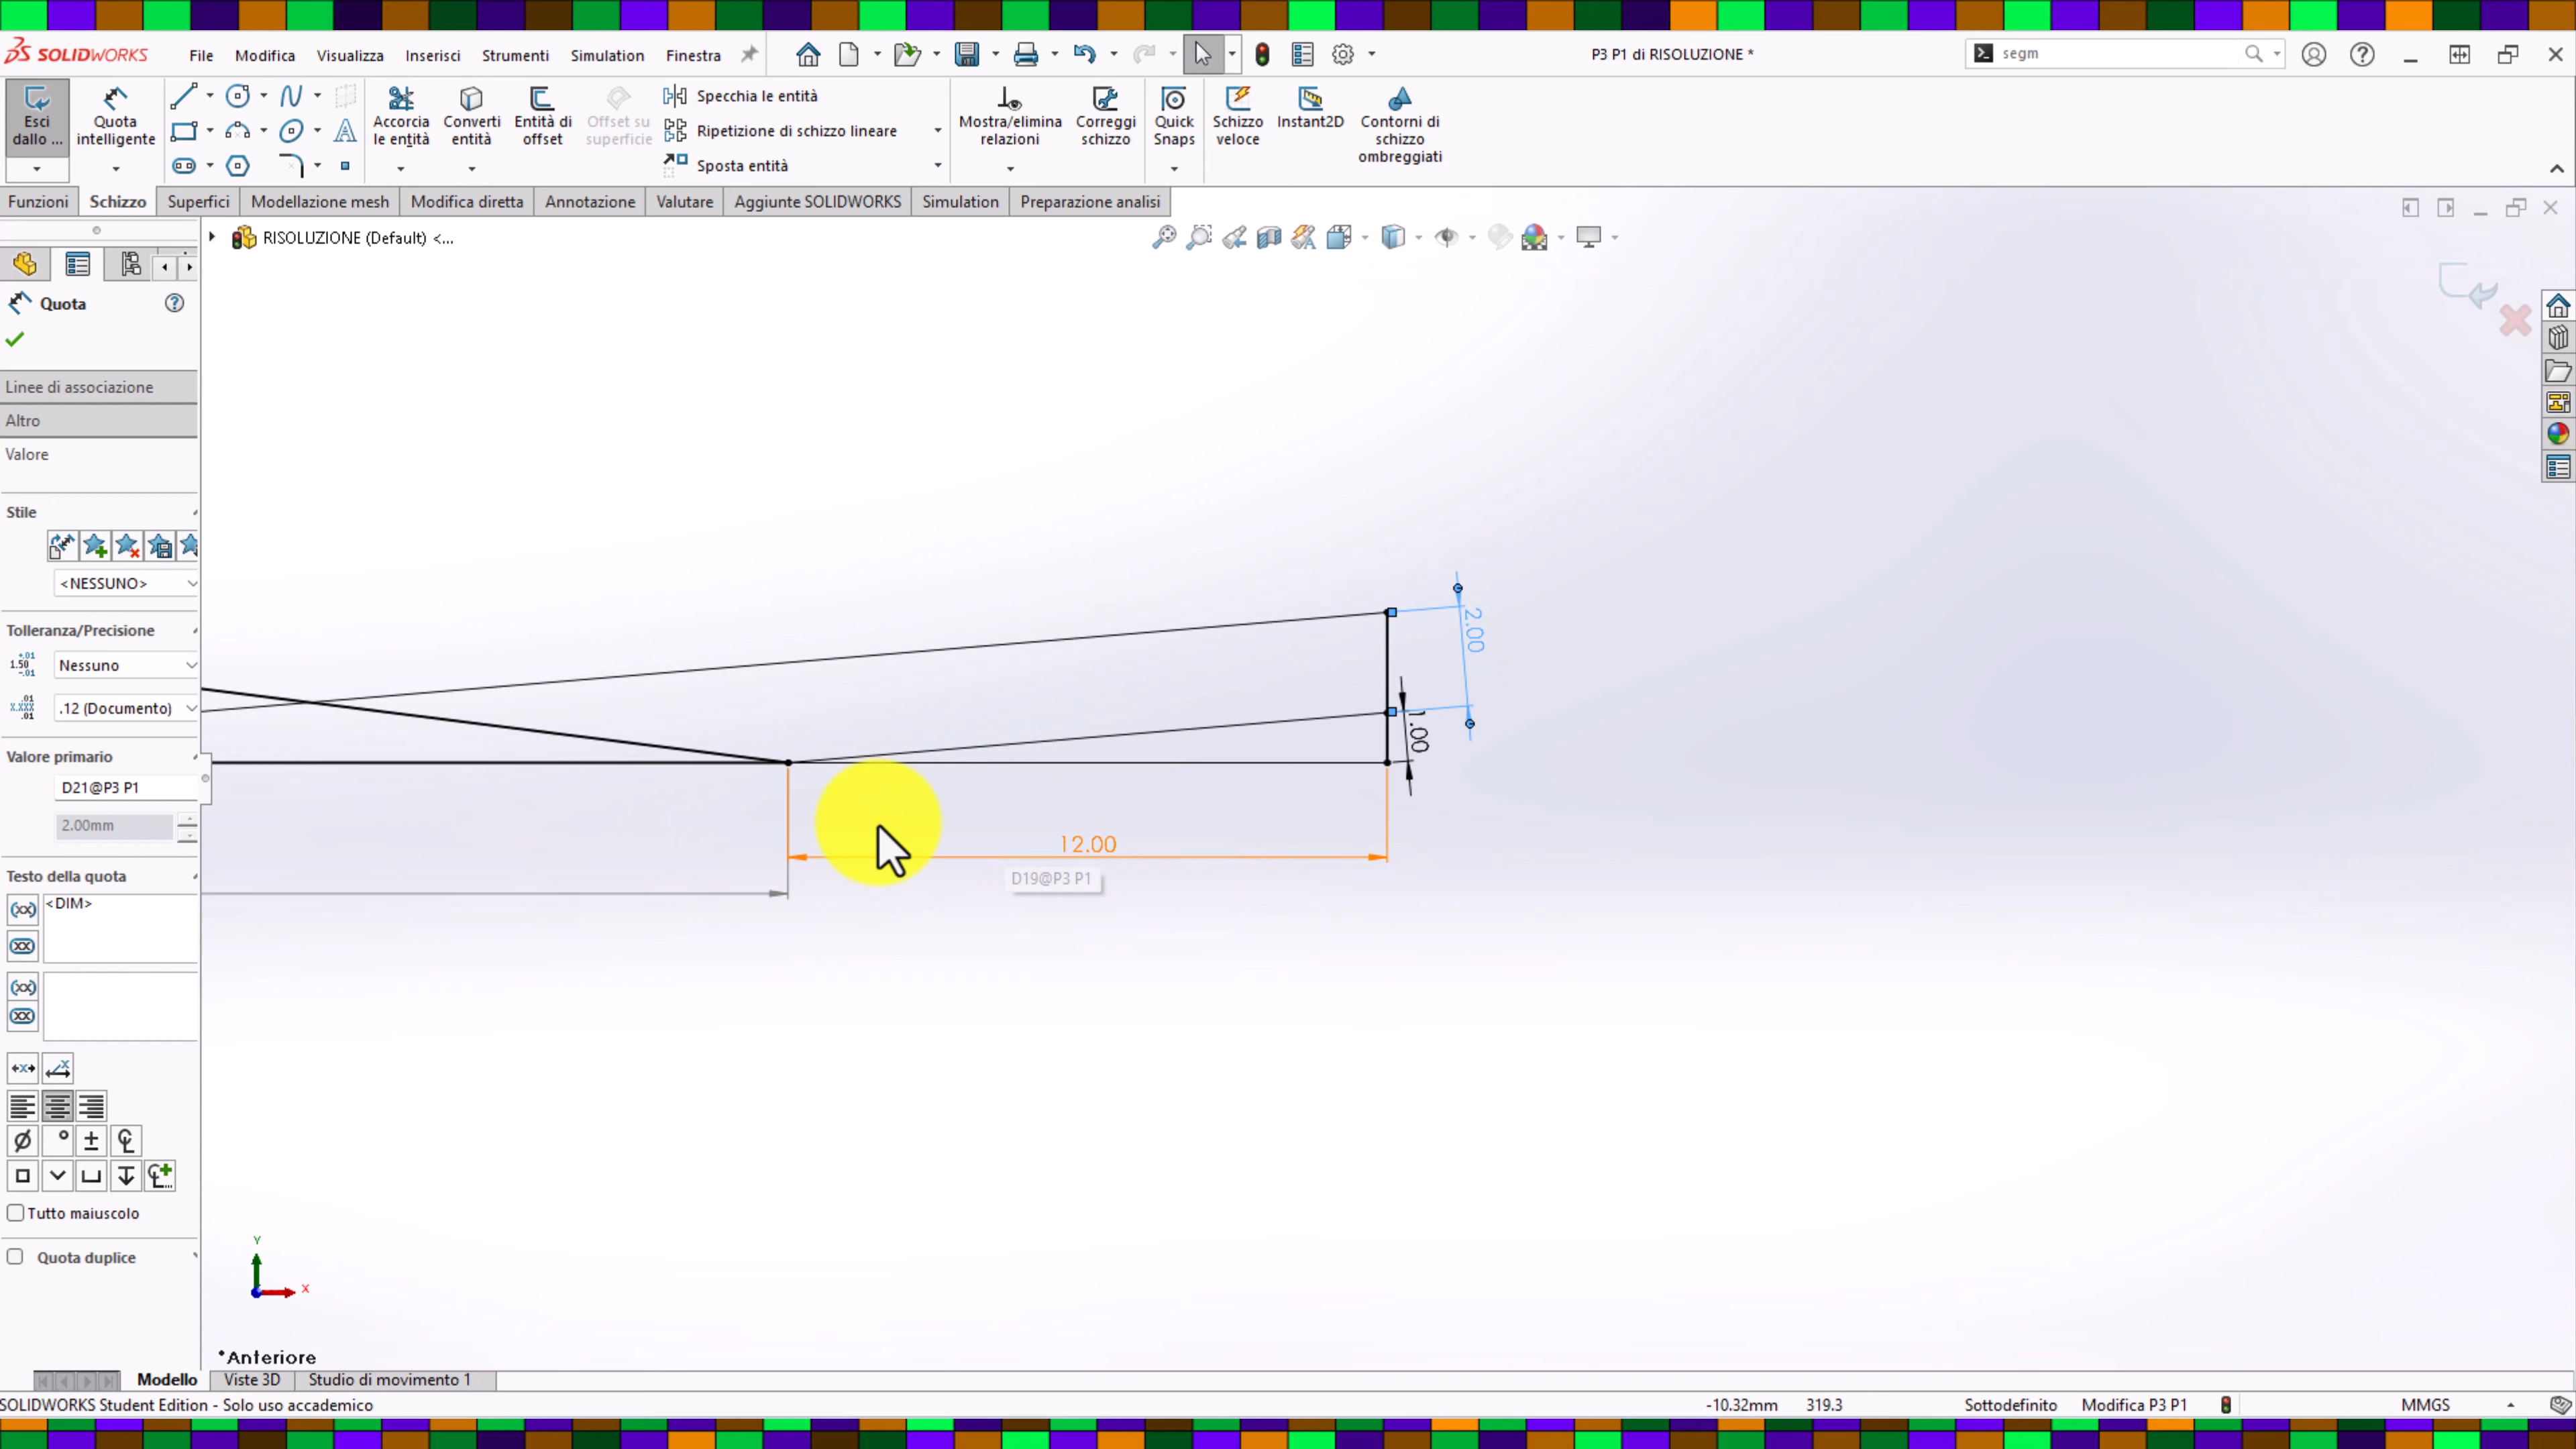 SOLIDWORKS
File Modifica Visualizza Inserisci Strumenti Simulation Finestra
P3 P1 di RISOLUZIONE *
segm
Esci dallo ...
Quota intelligente
Accorcia le entità
Converti entità
Entità di offset
Offset su superficie
Specchia le entità
Ripetizione di schizzo lineare
Sposta entità
Mostra/elimina relazioni
Correggi schizzo
Quick Snaps
Schizzo veloce
Instant2D
Contorni di schizzo ombreggiati
Funzioni Schizzo Superfici Modellazione mesh Modifica diretta Annotazione Valutare Aggiunte SOLIDWORKS Simulation Preparazione analisi
RISOLUZIONE (Default) <...
Quota
Linee di associazione
Altro
Valore
Stile
<NESSUNO>
Tolleranza/Precisione
Nessuno
.12 (Documento)
Valore primario
D21@P3 P1
2.00mm
Testo della quota
<DIM>
Tutto maiuscolo
Quota duplice
2.00
1.00
12.00
D19@P3 P1
Y
X
*Anteriore
Modello Viste 3D Studio di movimento 1
SOLIDWORKS Student Edition - Solo uso accademico
-10.32mm 319.3 Sottodefinito Modifica P3 P1 MMGS